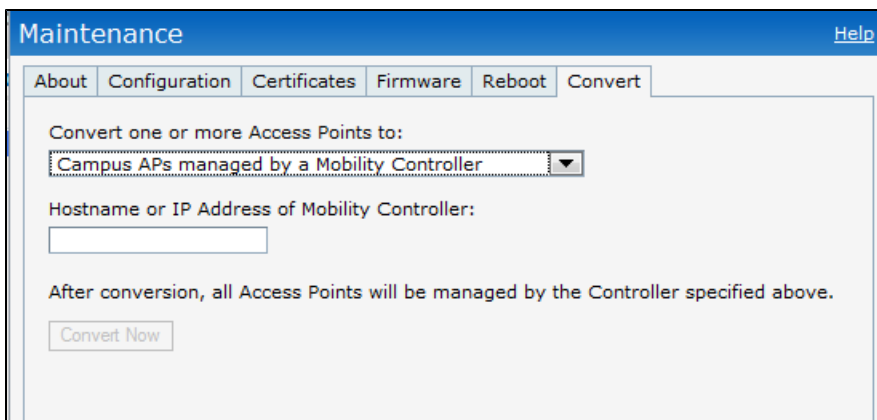 Maintenance Help
About Configuration Certificates Firmware Reboot Convert
Convert one or more Access Points to:
Campus APs managed by a Mobility Controller
Hostname or IP Address of Mobility Controller:
After conversion, all Access Points will be managed by the Controller specified above.
Convert Now